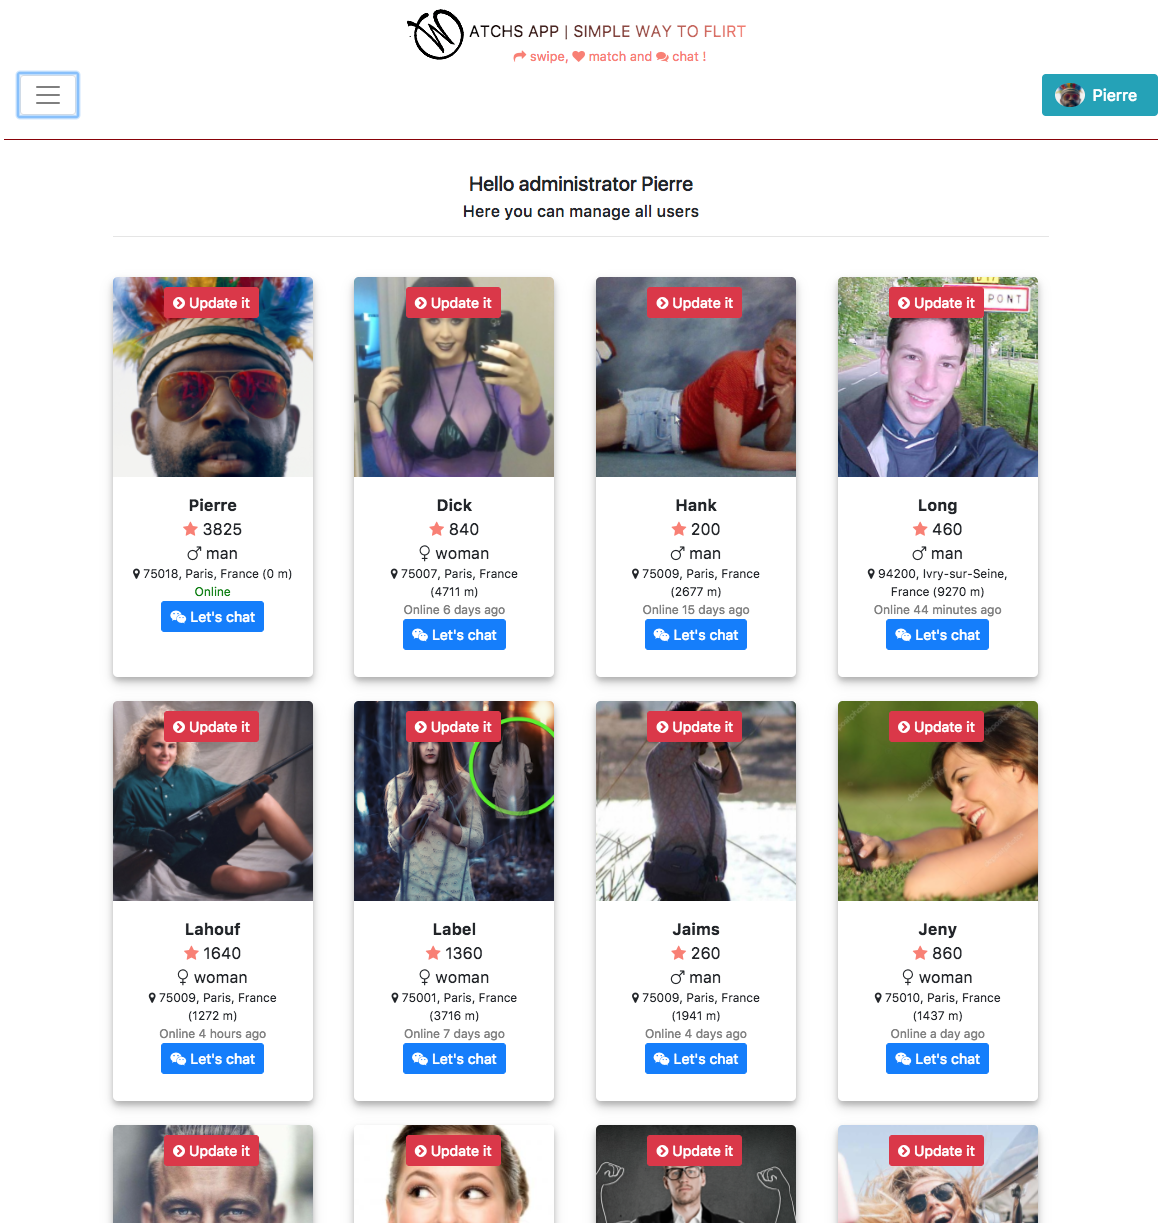 ATCHS APP | SIMPLE WAY TO FLIRT
swipe, match and chat !
Pierre
Hello administrator Pierre
Here you can manage all users
Update it
Update it
Update it
Update it
PONT
Pierre
3825
man
75018, Paris, France (0 m)
Online
Let's chat
Dick
840
woman
75007, Paris, France
(4711 m)
Online 6 days ago
Let's chat
Hank
200
man
75009, Paris, France
(2677 m)
Online 15 days ago
Let's chat
Long
460
man
94200, Ivry-sur-Seine,
France (9270 m)
Online 44 minutes ago
Let's chat
Update it
Update it
Update it
Update it
Lahouf
1640
woman
75009, Paris, France
(1272 m)
Online 4 hours ago
Let's chat
Label
1360
woman
75001, Paris, France
(3716 m)
Online 7 days ago
Let's chat
Jaims
260
man
75009, Paris, France
(1941 m)
Online 4 days ago
Let's chat
Jeny
860
woman
75010, Paris, France
(1437 m)
Online a day ago
Let's chat
Update it
Update it
Update it
Update it